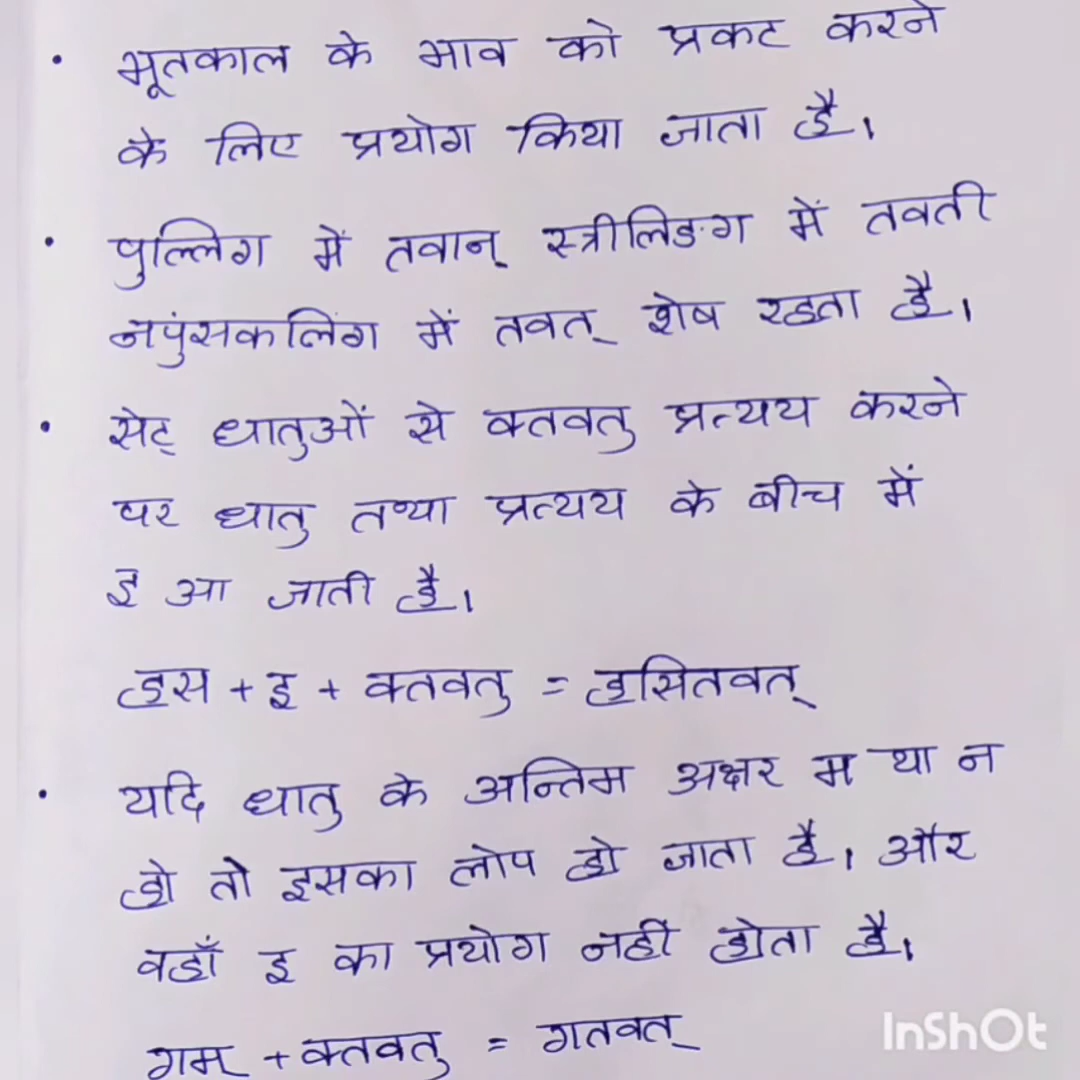 • भूतकाल के भाव को प्रकट करने
के लिए प्रयोग किया जाता है।
• पुल्लिग में तवान् स्त्रीलिङग में तवती
नपुंसकलिंग में तवत् शेष रहता है।
• सेट् धातुओं से क्तवतु प्रत्यय करने
पर धातु तथा प्रत्यय के बीच में
इ आ जाती है।
हस + इ + क्तवतु = हसितवत्
• यदि धातु के अन्तिम अक्षर म या न
हो तो इसका लोप हो जाता है। और
वहाँ इ का प्रयोग नहीं होता है।
गम् + क्तवतु = गतवत्
InShOt